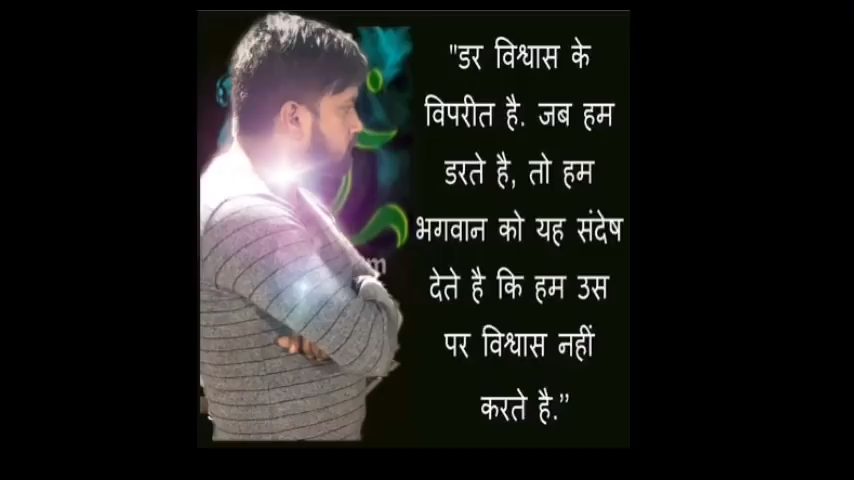 "डर विश्वास के
विपरीत है. जब हम
डरते है, तो हम
भगवान को यह संदेष
देते है कि हम उस
पर विश्वास नहीं
करते है.”